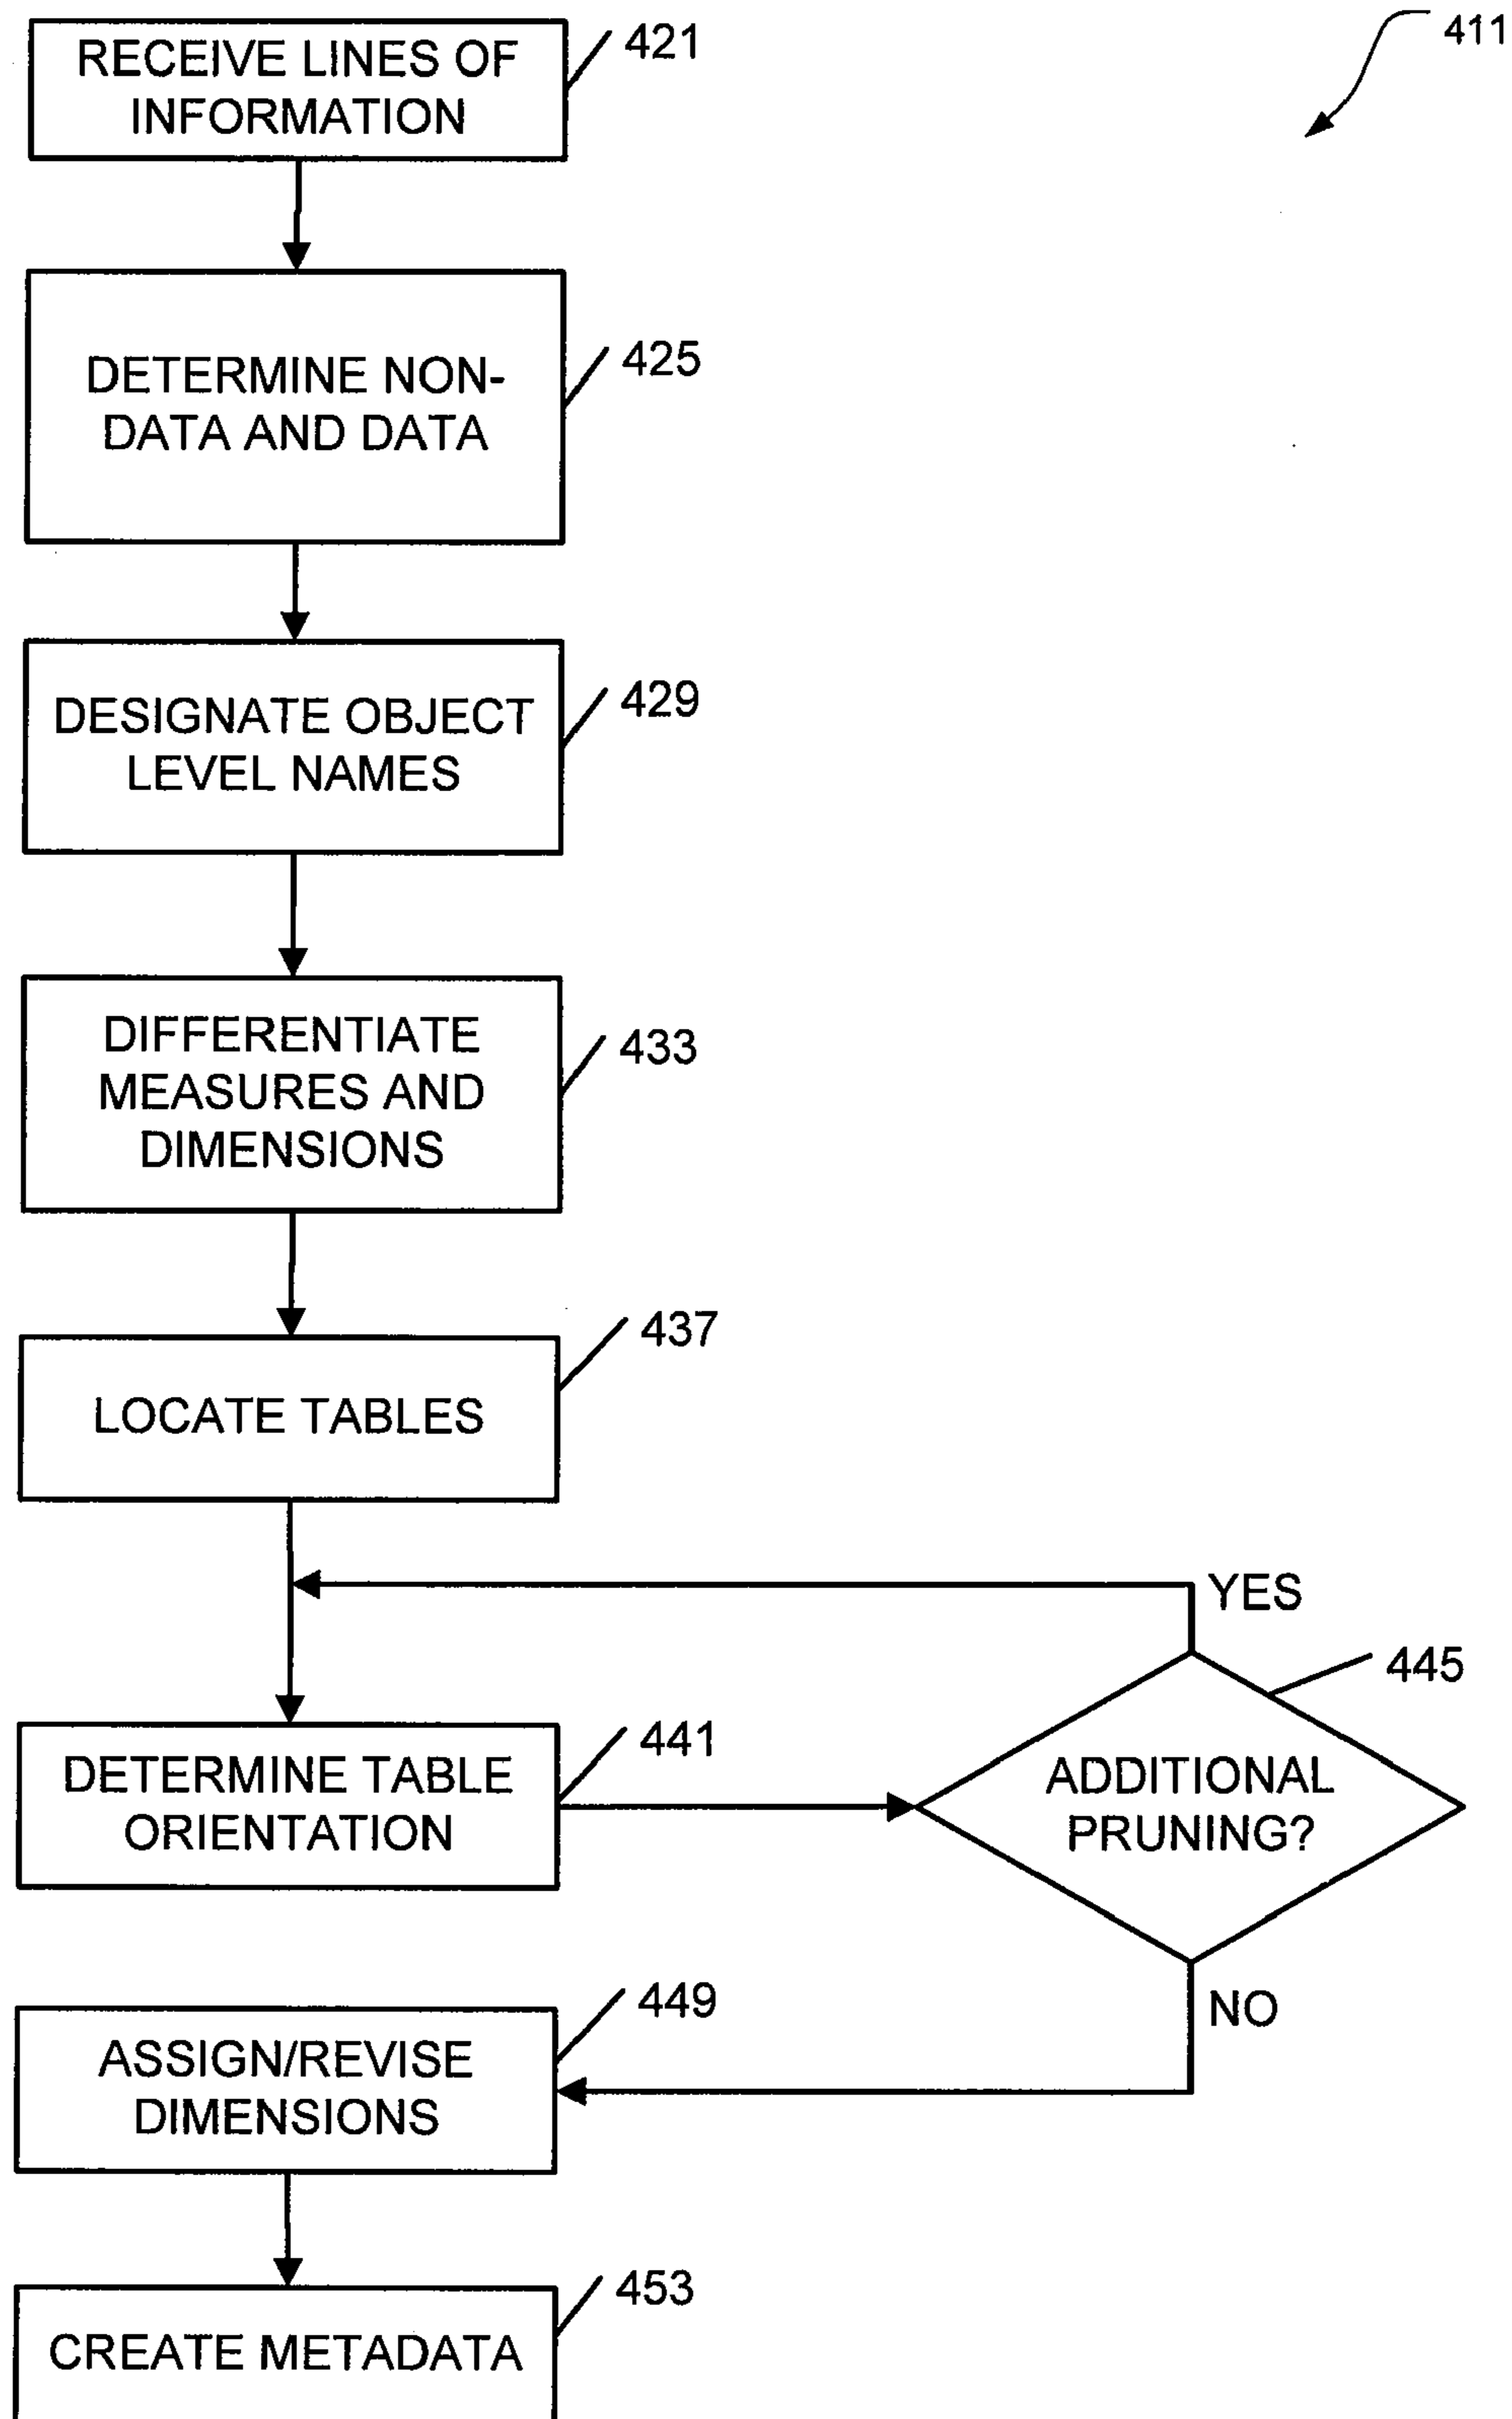 411
RECEIVE LINES OF
INFORMATION
421
DETERMINE NON-
DATA AND DATA
425
DESIGNATE OBJECT
LEVEL NAMES
429
DIFFERENTIATE
MEASURES AND
DIMENSIONS
433
LOCATE TABLES
437
YES
445
DETERMINE TABLE
ORIENTATION
441
ADDITIONAL
PRUNING?
NO
ASSIGN/REVISE
DIMENSIONS
449
CREATE METADATA
453